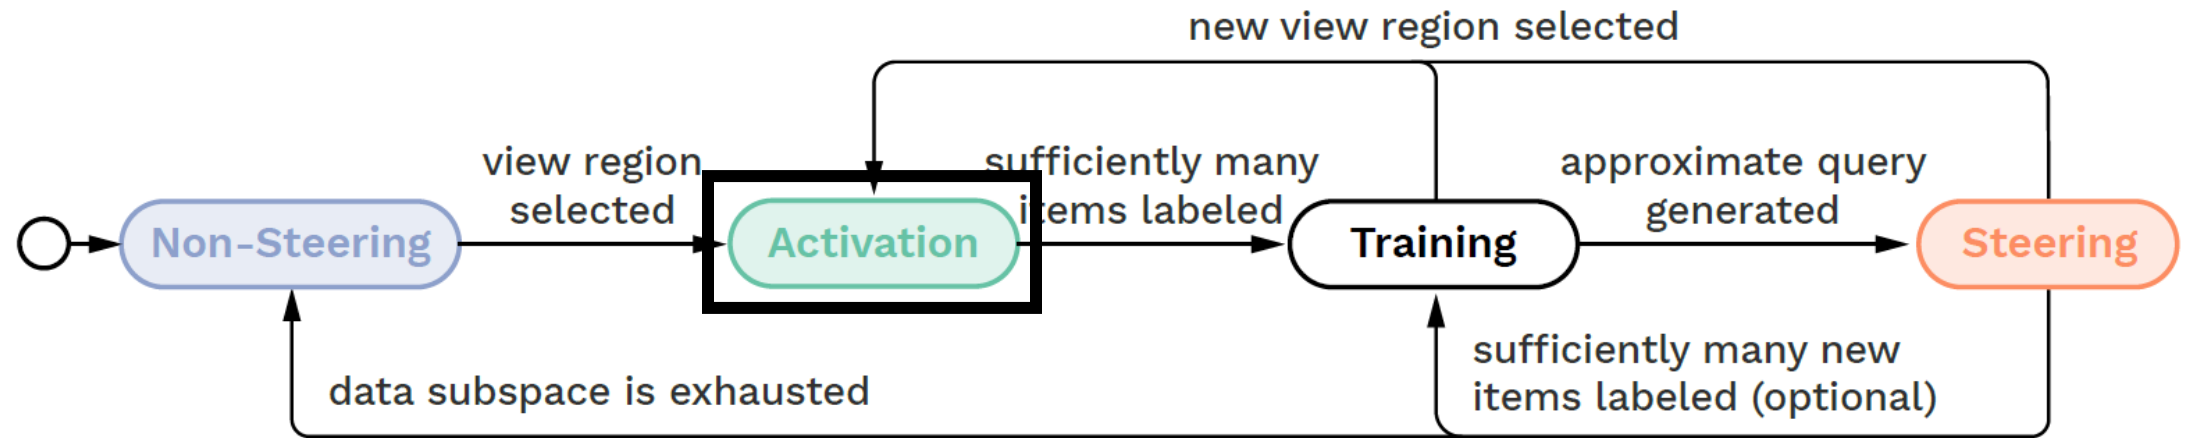 new view region selected
view region
selected
sufficiently many
items labeled
approximate query
generated
Non-Steering
Activation
Training
Steering
data subspace is exhausted
sufficiently many new
items labeled (optional)